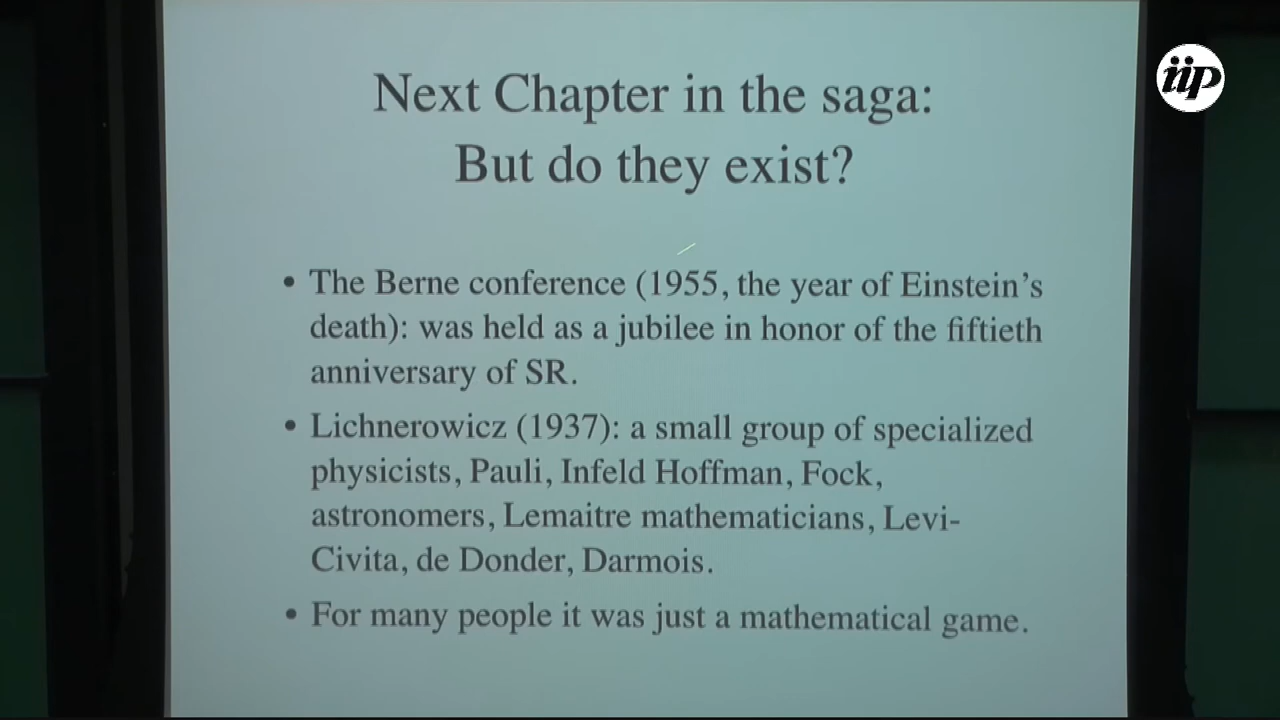 iip
Next Chapter in the saga:
But do they exist?
• The Berne conference (1955, the year of Einstein's
death): was held as a jubilee in honor of the fiftieth
anniversary of SR.
• Lichnerowicz (1937): a small group of specialized
physicists, Pauli, Infeld Hoffman, Fock,
astronomers, Lemaitre mathematicians, Levi-
Civita, de Donder, Darmois.
• For many people it was just a mathematical game.